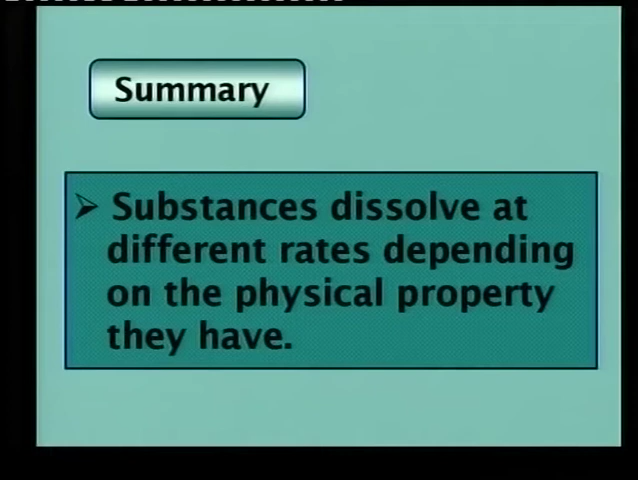 Summary
➢ Substances dissolve at
different rates depending
on the physical property
they have.